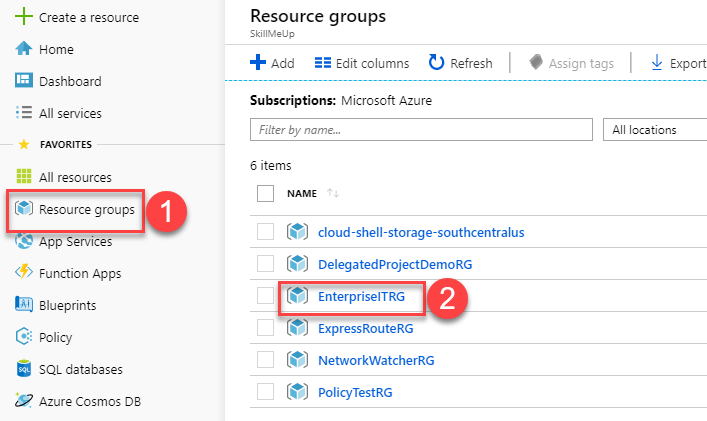 Create a resource
Home
Dashboard
All services
FAVORITES
All resources
Resource groups
1
App Services
Function Apps
Blueprints
Policy
SQL
SQL databases
Azure Cosmos DB
Resource groups
SkillMeUp
Add
Edit columns
Refresh
Assign tags
Export
Subscriptions: Microsoft Azure
Filter by name...
All locations
6 items
NAME
cloud-shell-storage-southcentralus
DelegatedProjectDemoRG
EnterpriseITRG
2
ExpressRouteRG
NetworkWatcherRG
PolicyTestRG